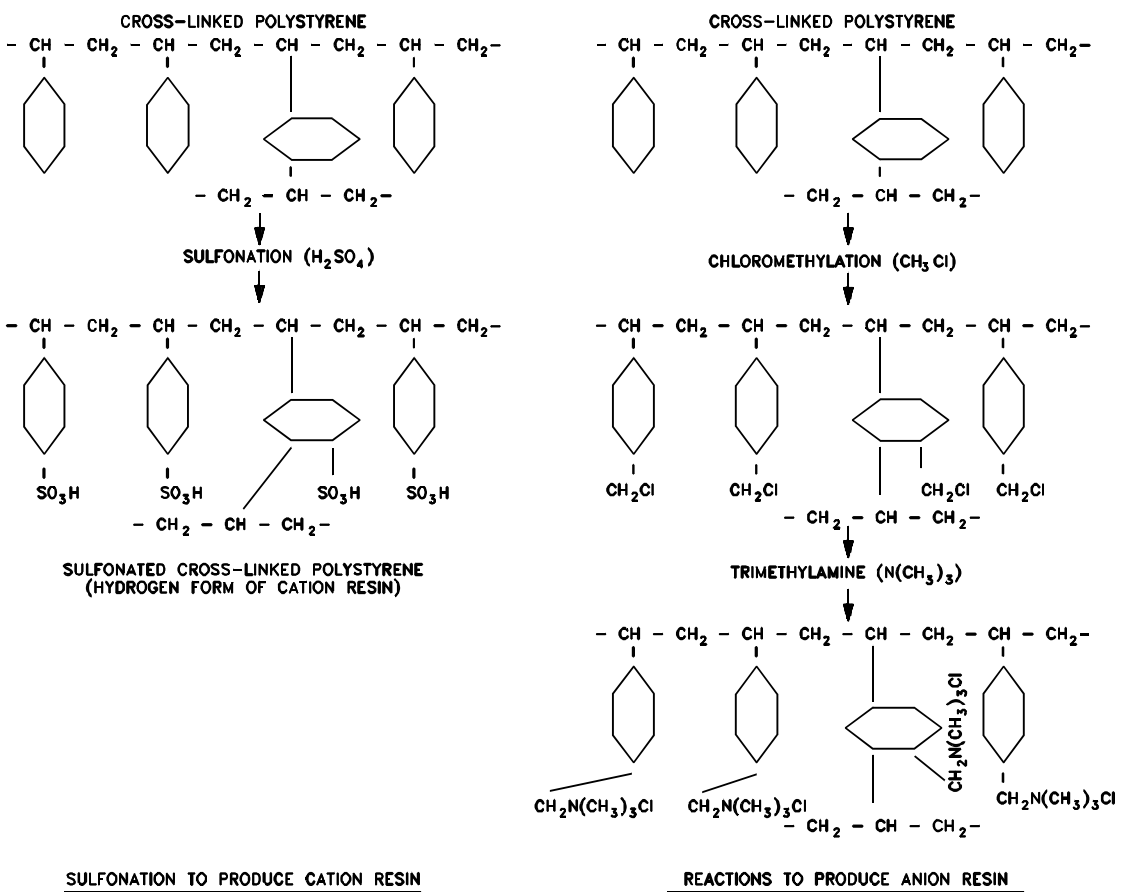 CROSS-LINKED POLYSTYRENE
- CH - CH₂ - CH - CH₂ - CH - CH₂ - CH - CH₂-
- CH₂ - CH - CH₂-
SULFONATION (H₂SO₄)
- CH - CH₂ - CH - CH₂ - CH - CH₂ - CH - CH₂-
SO₃H SO₃H SO₃H SO₃H
- CH₂ - CH - CH₂-
SULFONATED CROSS-LINKED POLYSTYRENE
(HYDROGEN FORM OF CATION RESIN)
SULFONATION TO PRODUCE CATION RESIN
CROSS-LINKED POLYSTYRENE
- CH - CH₂ - CH - CH₂ - CH - CH₂ - CH - CH₂-
- CH₂ - CH - CH₂-
CHLOROMETHYLATION (CH₃Cl)
- CH - CH₂ - CH - CH₂ - CH - CH₂ - CH - CH₂-
CH₂Cl CH₂Cl CH₂Cl CH₂Cl
- CH₂ - CH - CH₂-
TRIMETHYLAMINE (N(CH₃)₃)
- CH - CH₂ - CH - CH₂ - CH - CH₂ - CH - CH₂-
CH₂N(CH₃)₃Cl CH₂N(CH₃)₃Cl CH₂N(CH₃)₃Cl CH₂N(CH₃)₃Cl
- CH₂ - CH - CH₂-
REACTIONS TO PRODUCE ANION RESIN